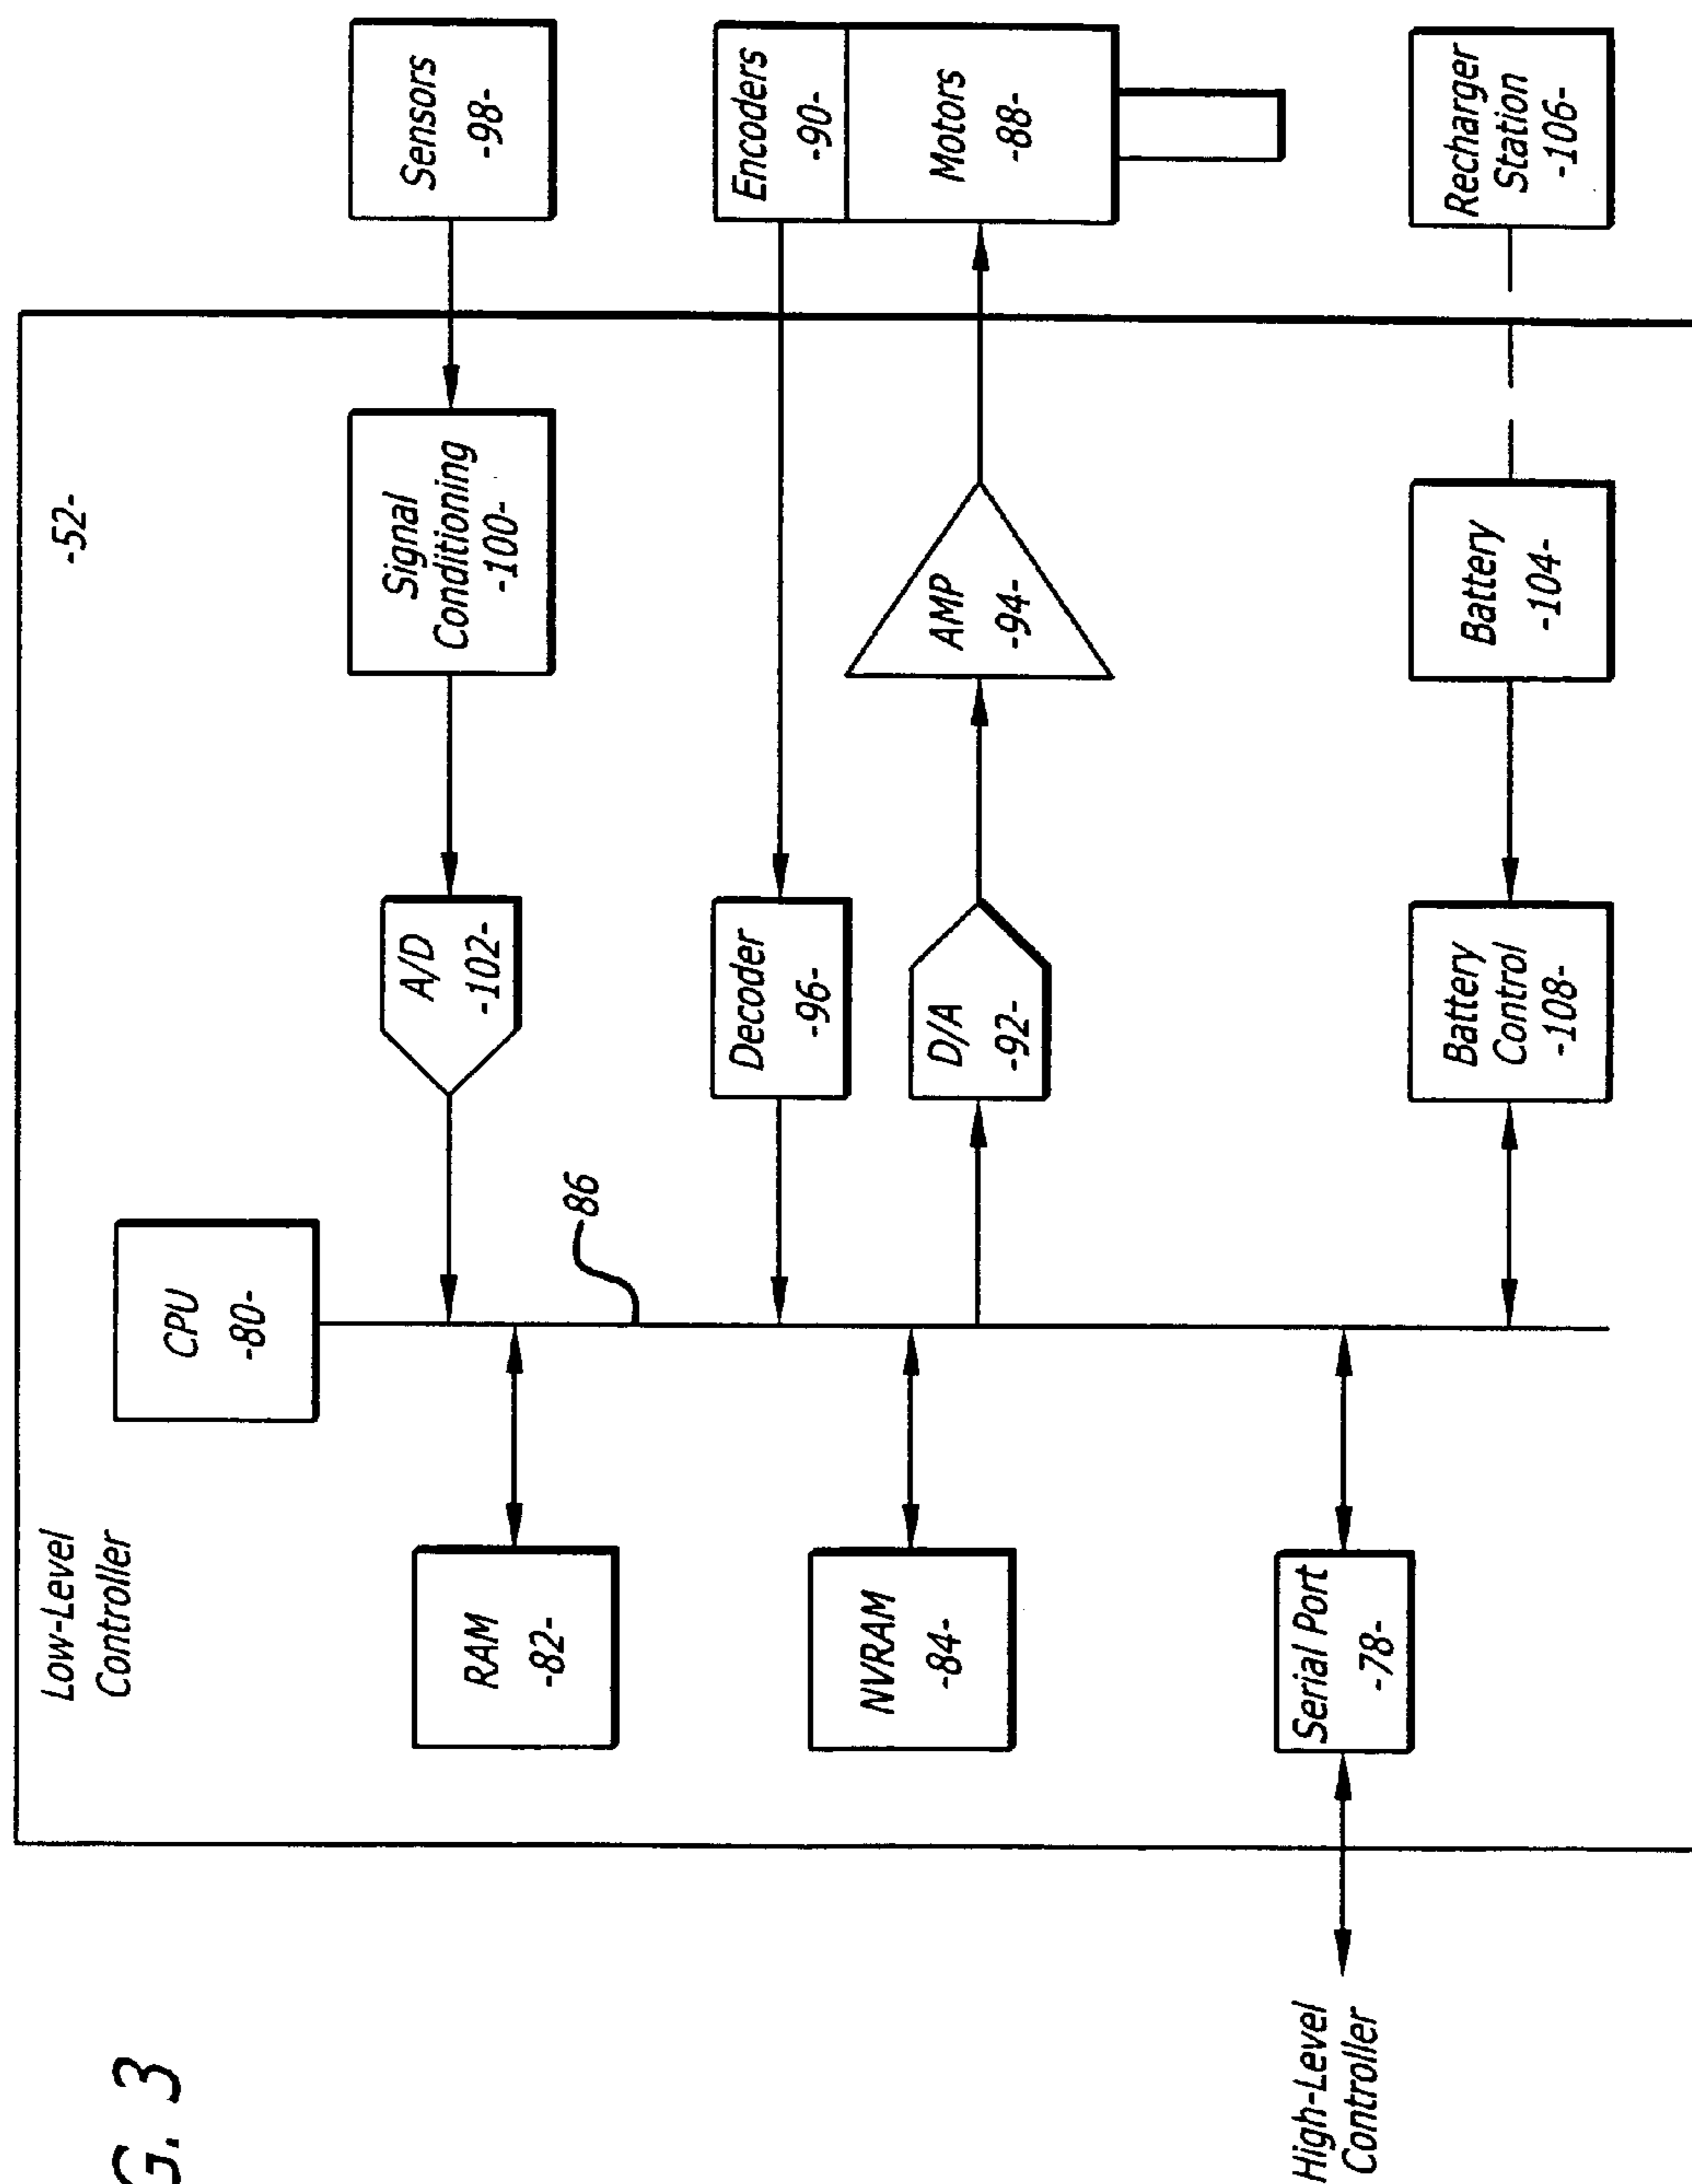 G. 3
Low-Level
Controller
-52-
CPU
-80-
RAM
-82-
A/D
-102-
Signal
Conditioning
-100-
Sensors
-98-
86
NVRAM
-84-
Decoder
-96-
Encoders
-90-
D/A
-92-
AMP
-94-
Motors
-88-
High-Level
Controller
Serial Port
-78-
Battery
Control
-108-
Battery
-104-
Recharger
Station
-106-